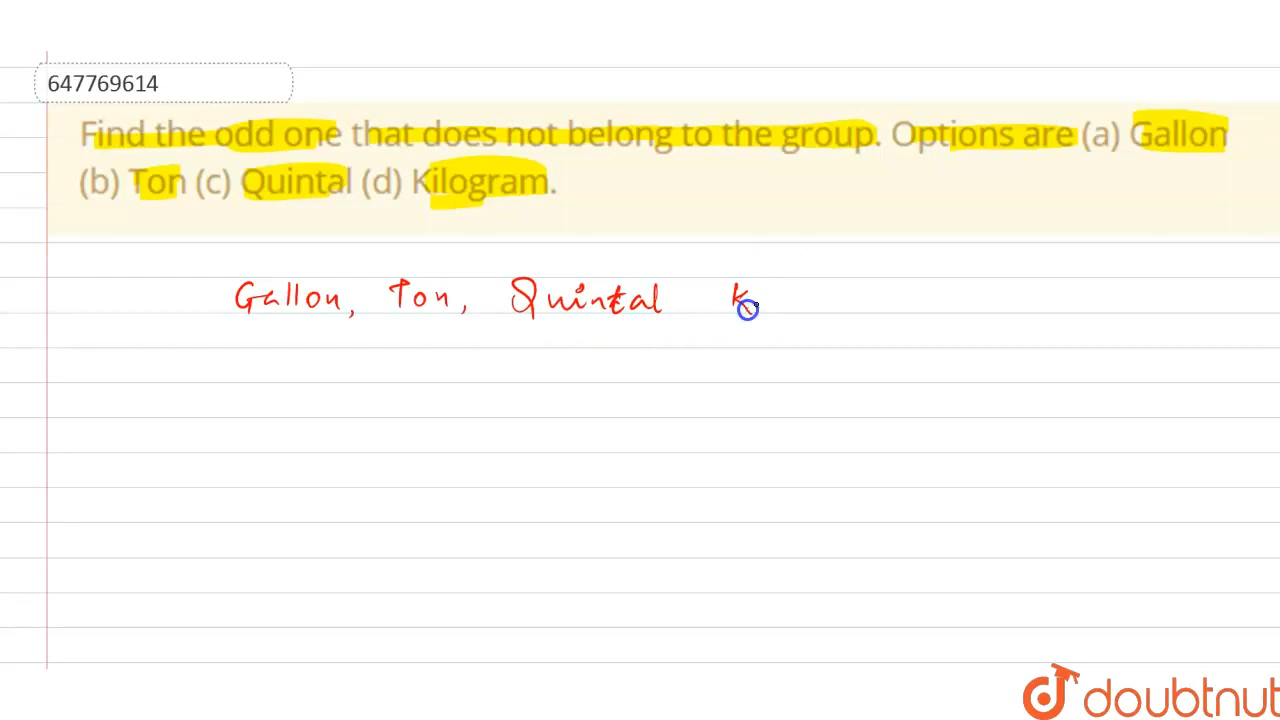 647769614
Find the odd one that does not belong to the group. Options are (a) Gallon
(b) Ton (c) Quintal (d) Kilogram.
Gallon, Ton, Quintal K
doubtnut